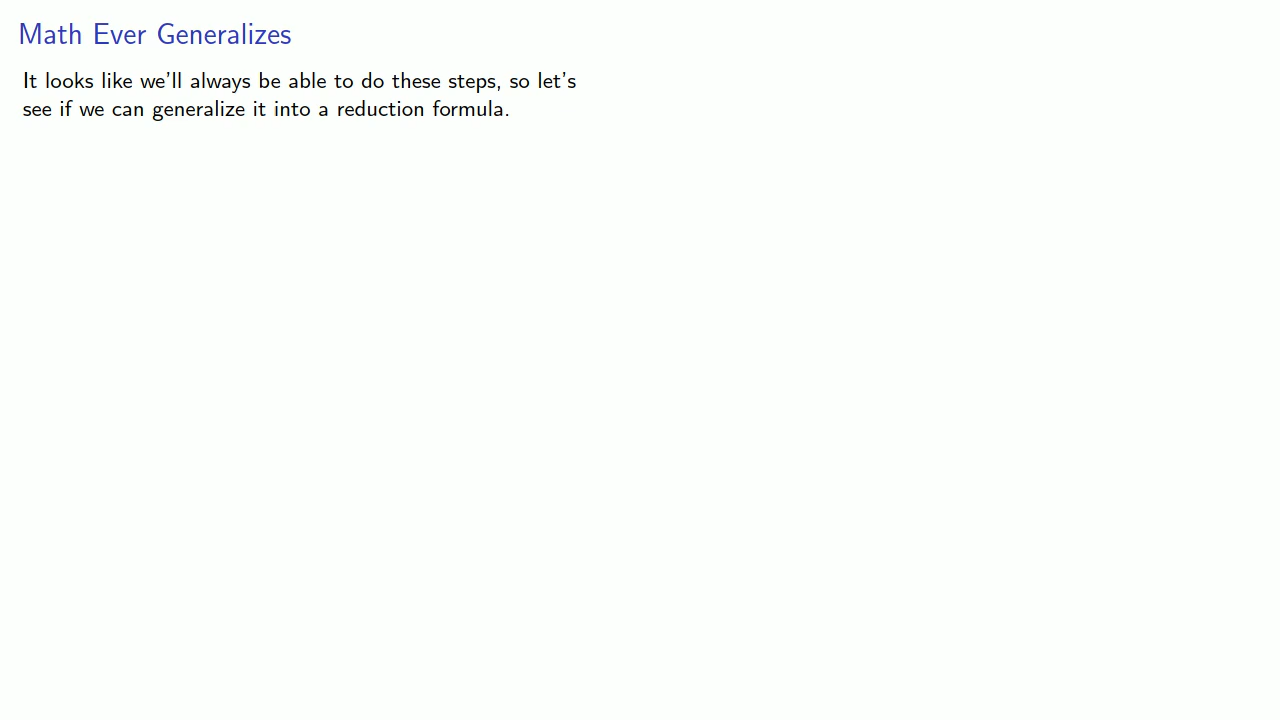 Math Ever Generalizes
It looks like we'll always be able to do these steps, so let's
see if we can generalize it into a reduction formula.